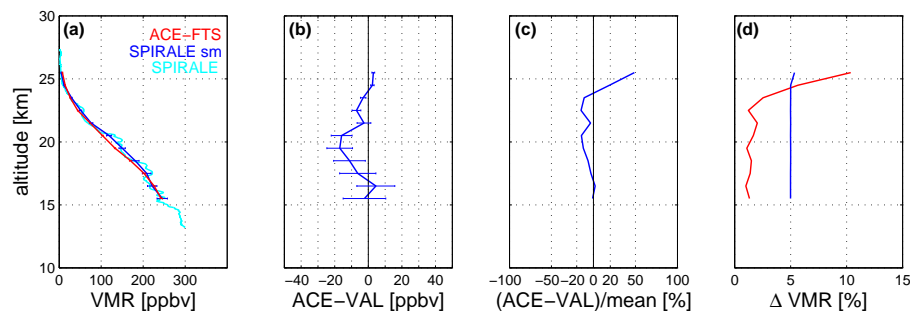 (a)
ACE−FTS
SPIRALE sm
SPIRALE
(b)
(c)
(d)
30
25
20
15
10
altitude [km]
0 100 200 300
VMR [ppbv]
−40 −20 0 20 40
ACE−VAL [ppbv]
−100 −50 −20 0 20 50 100
(ACE−VAL)/mean [%]
0 5 10 15
Δ VMR [%]